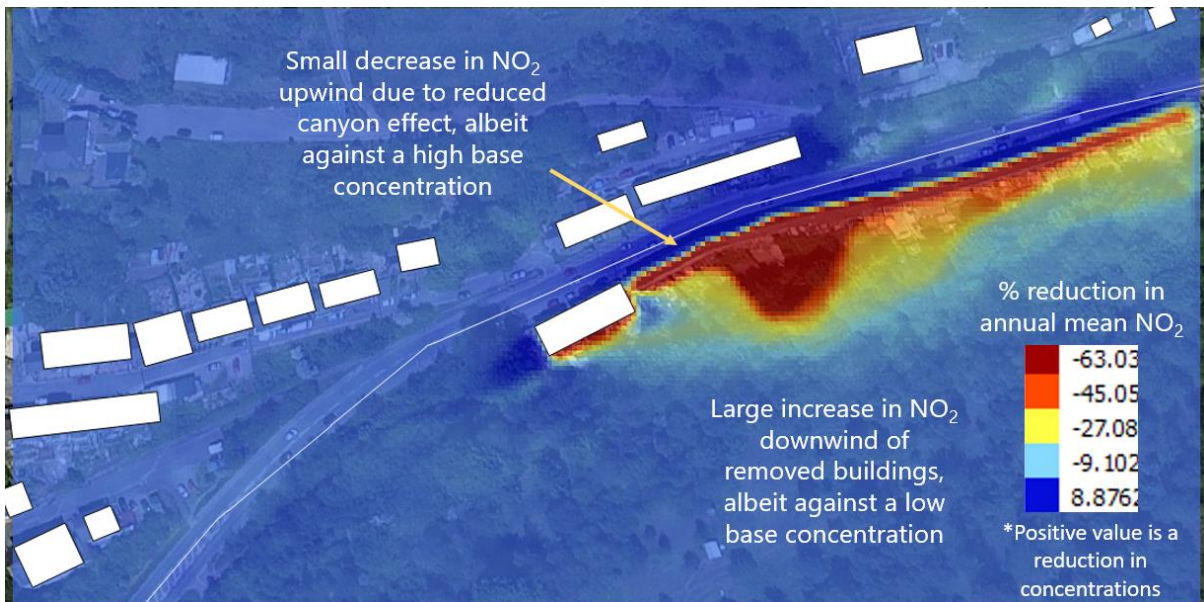 Small decrease in NO₂
upwind due to reduced
canyon effect, albeit
against a high base
concentration
Large increase in NO₂
downwind of
removed buildings,
albeit against a low
base concentration
% reduction in
annual mean NO₂
-63.03
-45.05
-27.08
-9.102
8.8762
*Positive value is a
reduction in
concentrations